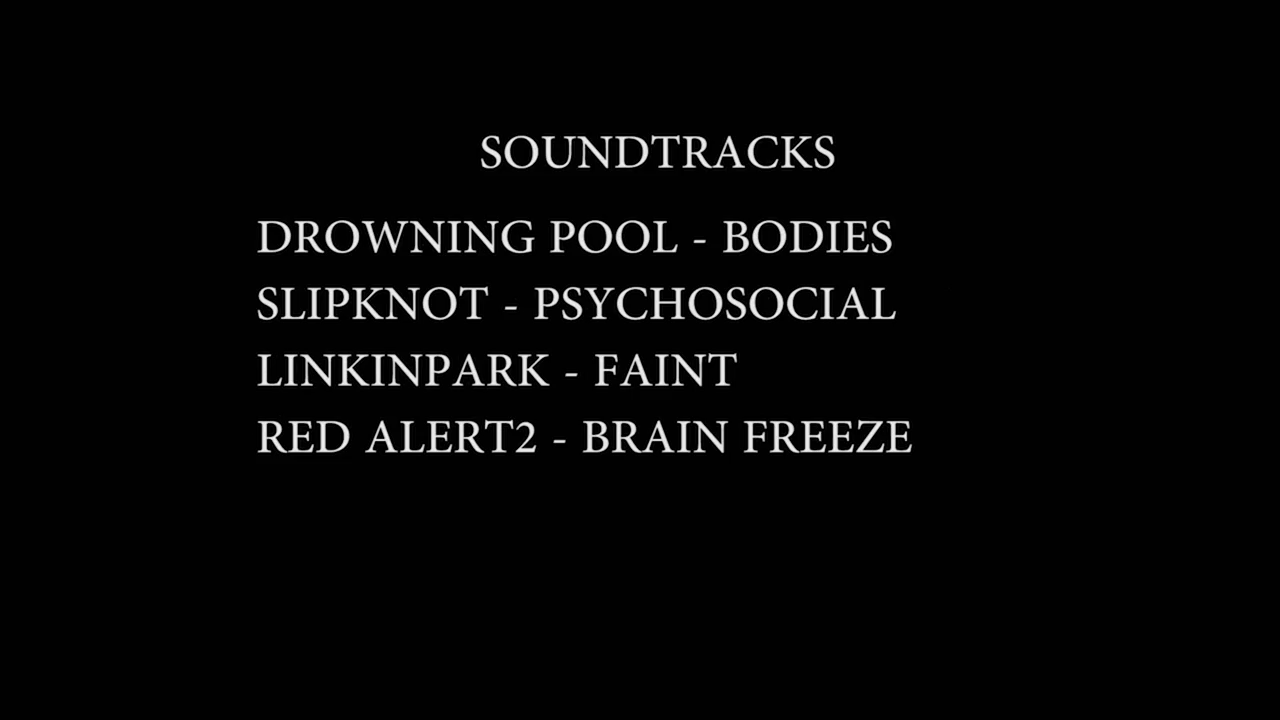 SOUNDTRACKS
DROWNING POOL - BODIES
SLIPKNOT - PSYCHOSOCIAL
LINKINPARK - FAINT
RED ALERT2 - BRAIN FREEZE